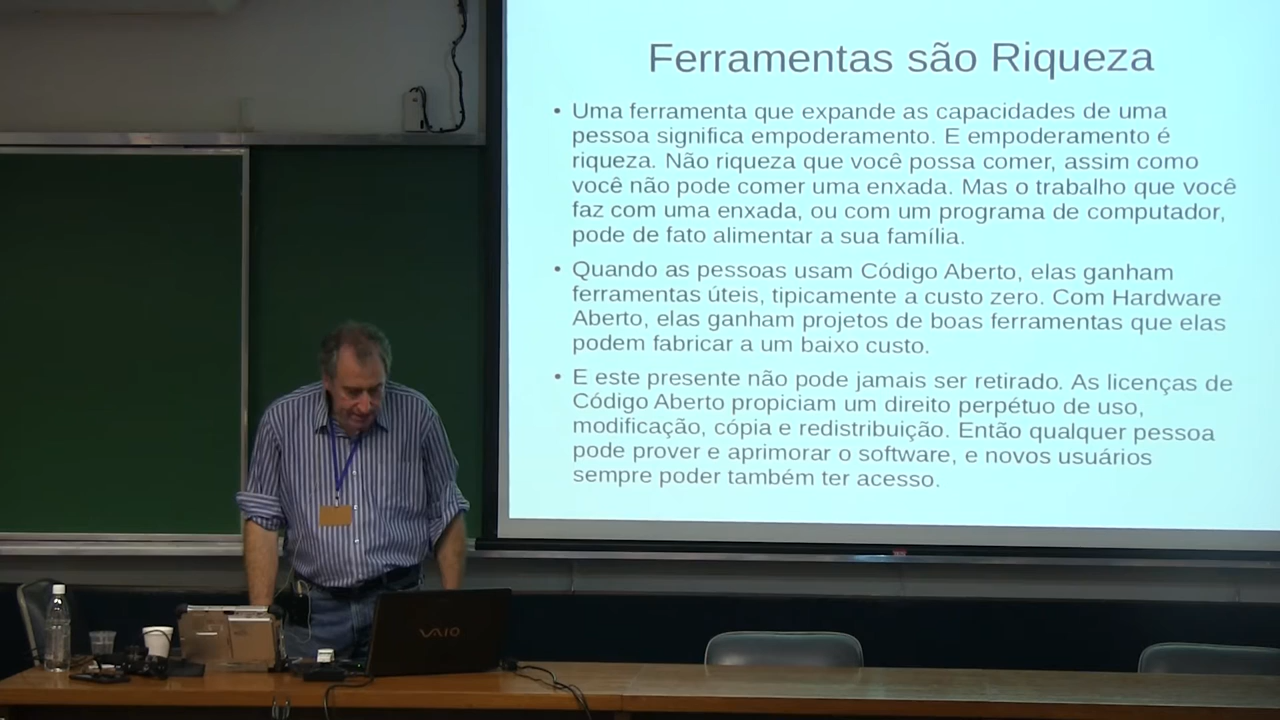 Ferramentas são Riqueza
• Uma ferramenta que expande as capacidades de uma
pessoa significa empoderamento. E empoderamento é
riqueza. Não riqueza que você possa comer, assim como
você não pode comer uma enxada. Mas o trabalho que você
faz com uma enxada, ou com um programa de computador,
pode de fato alimentar a sua família.
• Quando as pessoas usam Código Aberto, elas ganham
ferramentas úteis, tipicamente a custo zero. Com Hardware
Aberto, elas ganham projetos de boas ferramentas que elas
podem fabricar a um baixo custo.
• E este presente não pode jamais ser retirado. As licenças de
Código Aberto propiciam um direito perpétuo de uso,
modificação, cópia e redistribuição. Então qualquer pessoa
pode prover e aprimorar o software, e novos usuários
sempre poder também ter acesso.
VAIO